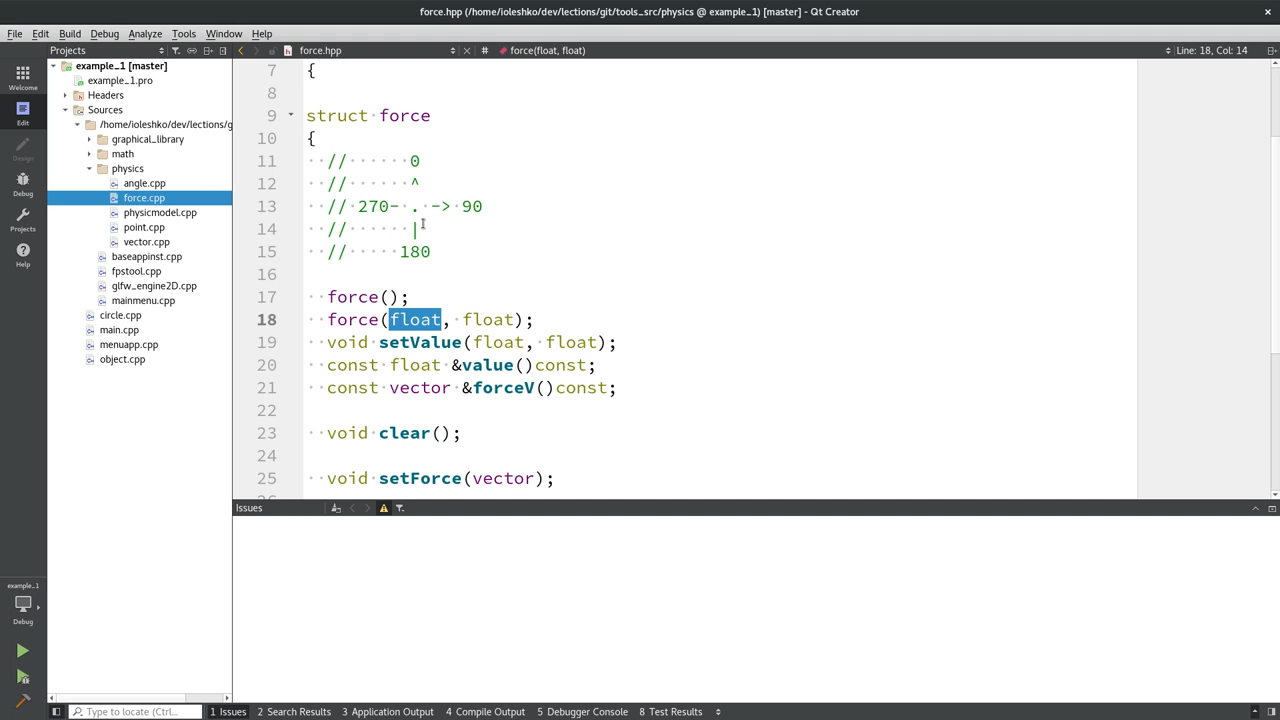 force.hpp (/home/ioleshko/dev/lections/git/tools_src/physics @ example_1) [master] - Qt Creator
File Edit Build Debug Analyze Tools Window Help
Projects
force.hpp
# force(float, float)
Line: 18, Col: 14
Welcome
Edit
Design
Debug
Projects
Help
example_1
Debug
example_1 [master]
example_1.pro
Headers
Sources
/home/ioleshko/dev/lections/g
graphical_library
math
physics
angle.cpp
force.cpp
physicmodel.cpp
point.cpp
vector.cpp
baseappinst.cpp
fpstool.cpp
glfw_engine2D.cpp
mainmenu.cpp
circle.cpp
main.cpp
menuapp.cpp
object.cpp
7 {
8
9 struct force
10 {
11 // 0
12 // ^
13 // 270- . -> 90
14 // |
15 // 180
16
17 force();
18 force(float, float);
19 void setValue(float, float);
20 const float &value()const;
21 const vector &forceV()const;
22
23 void clear();
24
25 void setForce(vector);
26
Issues
Type to locate (Ctrl...
1 Issues 2 Search Results 3 Application Output 4 Compile Output 5 Debugger Console 8 Test Results